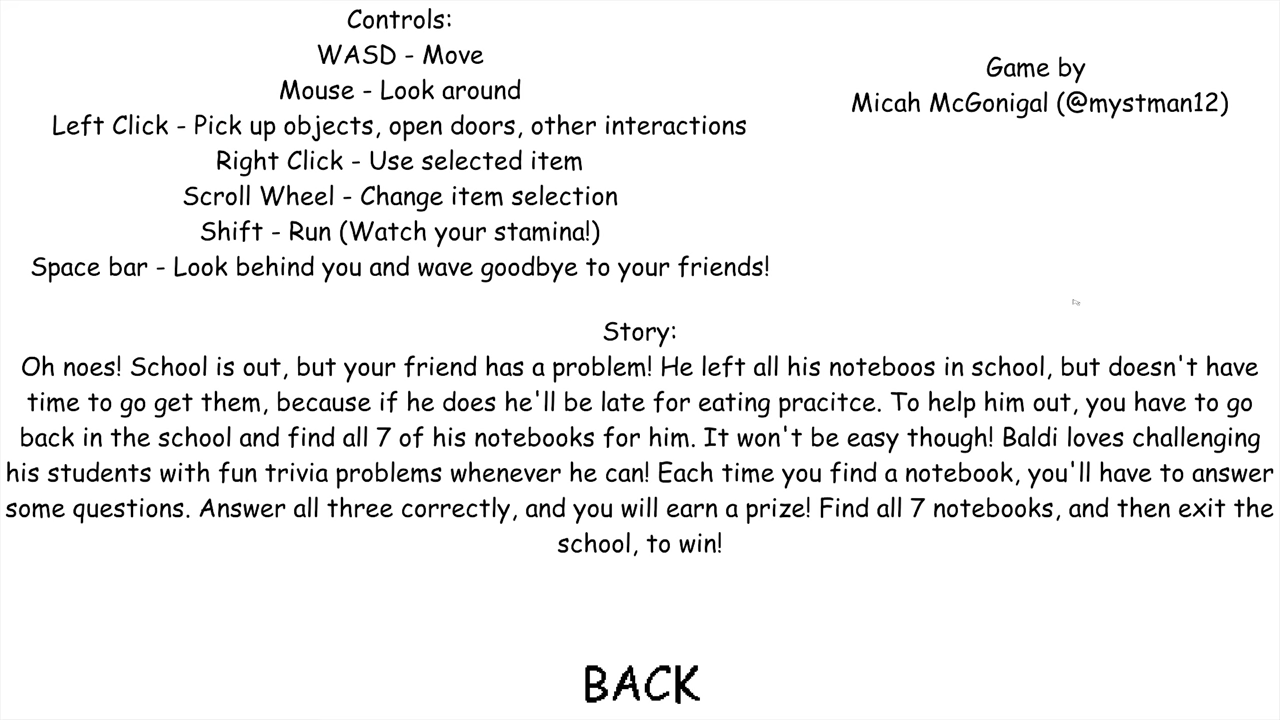 Controls:
WASD - Move
Mouse - Look around
Left Click - Pick up objects, open doors, other interactions
Right Click - Use selected item
Scroll Wheel - Change item selection
Shift - Run (Watch your stamina!)
Space bar - Look behind you and wave goodbye to your friends!
Game by
Micah McGonigal (@mystman12)
Story:
Oh noes! School is out, but your friend has a problem! He left all his noteboos in school, but doesn't have
time to go get them, because if he does he'll be late for eating pracitce. To help him out, you have to go
back in the school and find all 7 of his notebooks for him. It won't be easy though! Baldi loves challenging
his students with fun trivia problems whenever he can! Each time you find a notebook, you'll have to answer
some questions. Answer all three correctly, and you will earn a prize! Find all 7 notebooks, and then exit the
school, to win!
BACK